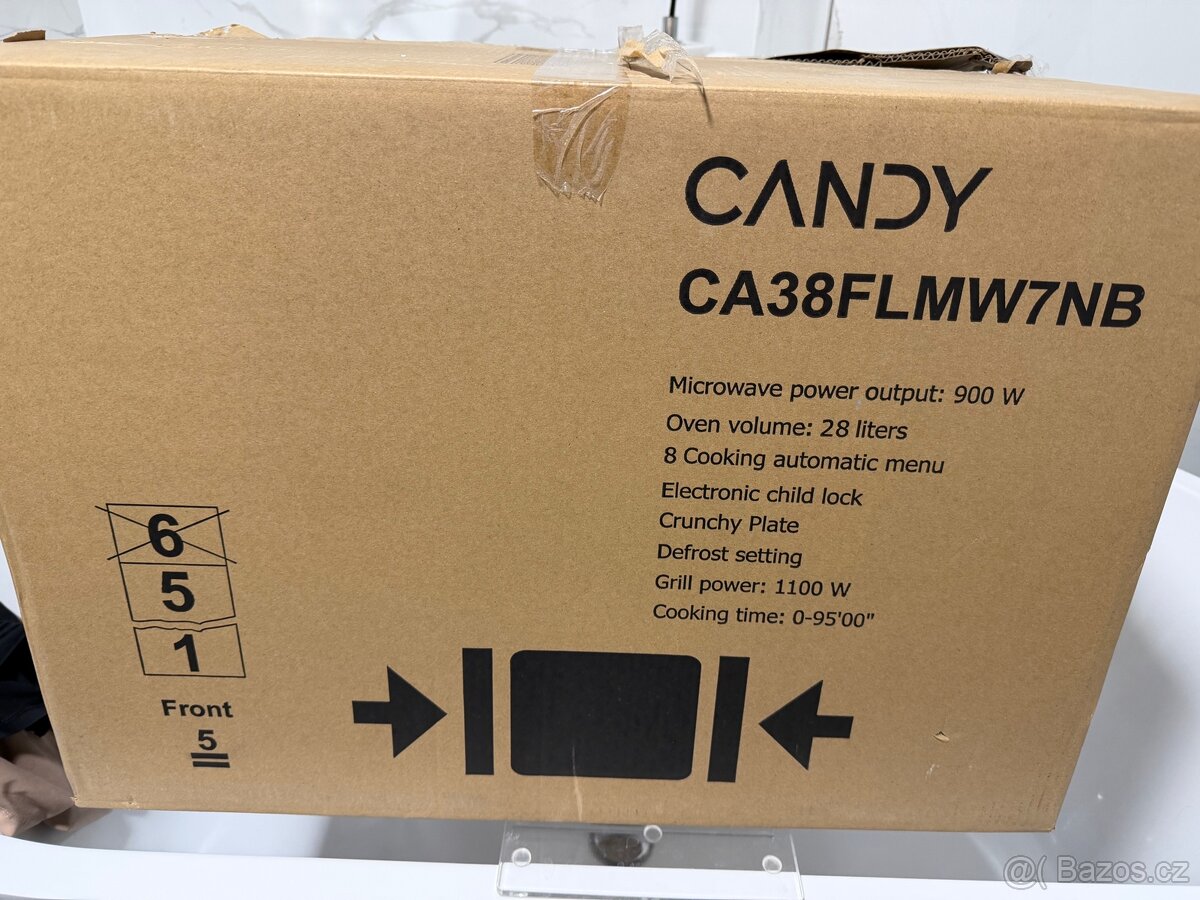 CANDY
CA38FLMW7NB
Microwave power output: 900 W
Oven volume: 28 liters
8 Cooking automatic menu
Electronic child lock
Crunchy Plate
Defrost setting
Grill power: 1100 W
Cooking time: 0-95'00"
6
5
1
Front
5
@( Bazos.cz